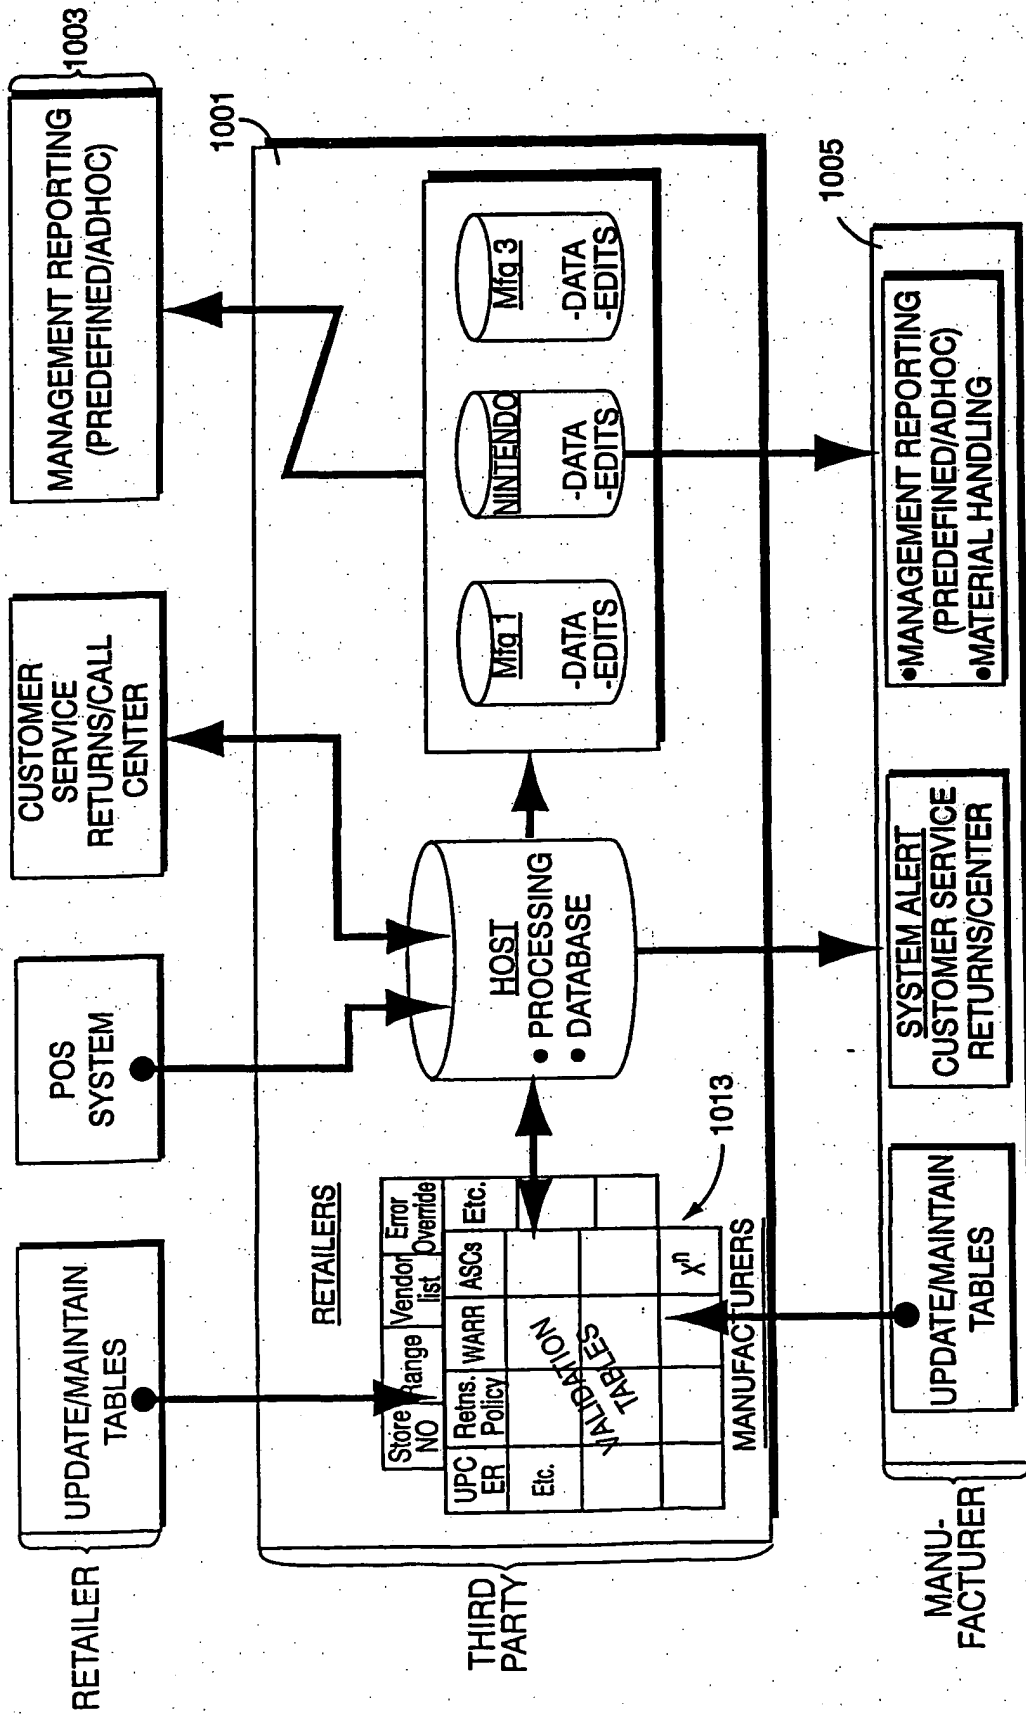 RETAILER
UPDATE/MAINTAIN
TABLES
POS
SYSTEM
CUSTOMER
SERVICE
RETURNS/CALL
CENTER
MANAGEMENT REPORTING
(PREDEFINED/ADHOC)
1003
THIRD
PARTY
1001
RETAILERS
Store
NO
Range
Vendor
list
Error
Override
UPC
ER
Retns.
Policy
WARR
ASCs
Etc.
Etc.
VALIDATION
TABLES
Xn
MANUFACTURERS
1013
HOST
• PROCESSING
• DATABASE
Mfg 1
-DATA
-EDITS
NINTENDO
-DATA
-EDITS
Mfg 3
-DATA
-EDITS
MANU-
FACTURER
UPDATE/MAINTAIN
TABLES
SYSTEM ALERT
CUSTOMER SERVICE
RETURNS/CENTER
•MANAGEMENT REPORTING
(PREDEFINED/ADHOC)
•MATERIAL HANDLING
1005